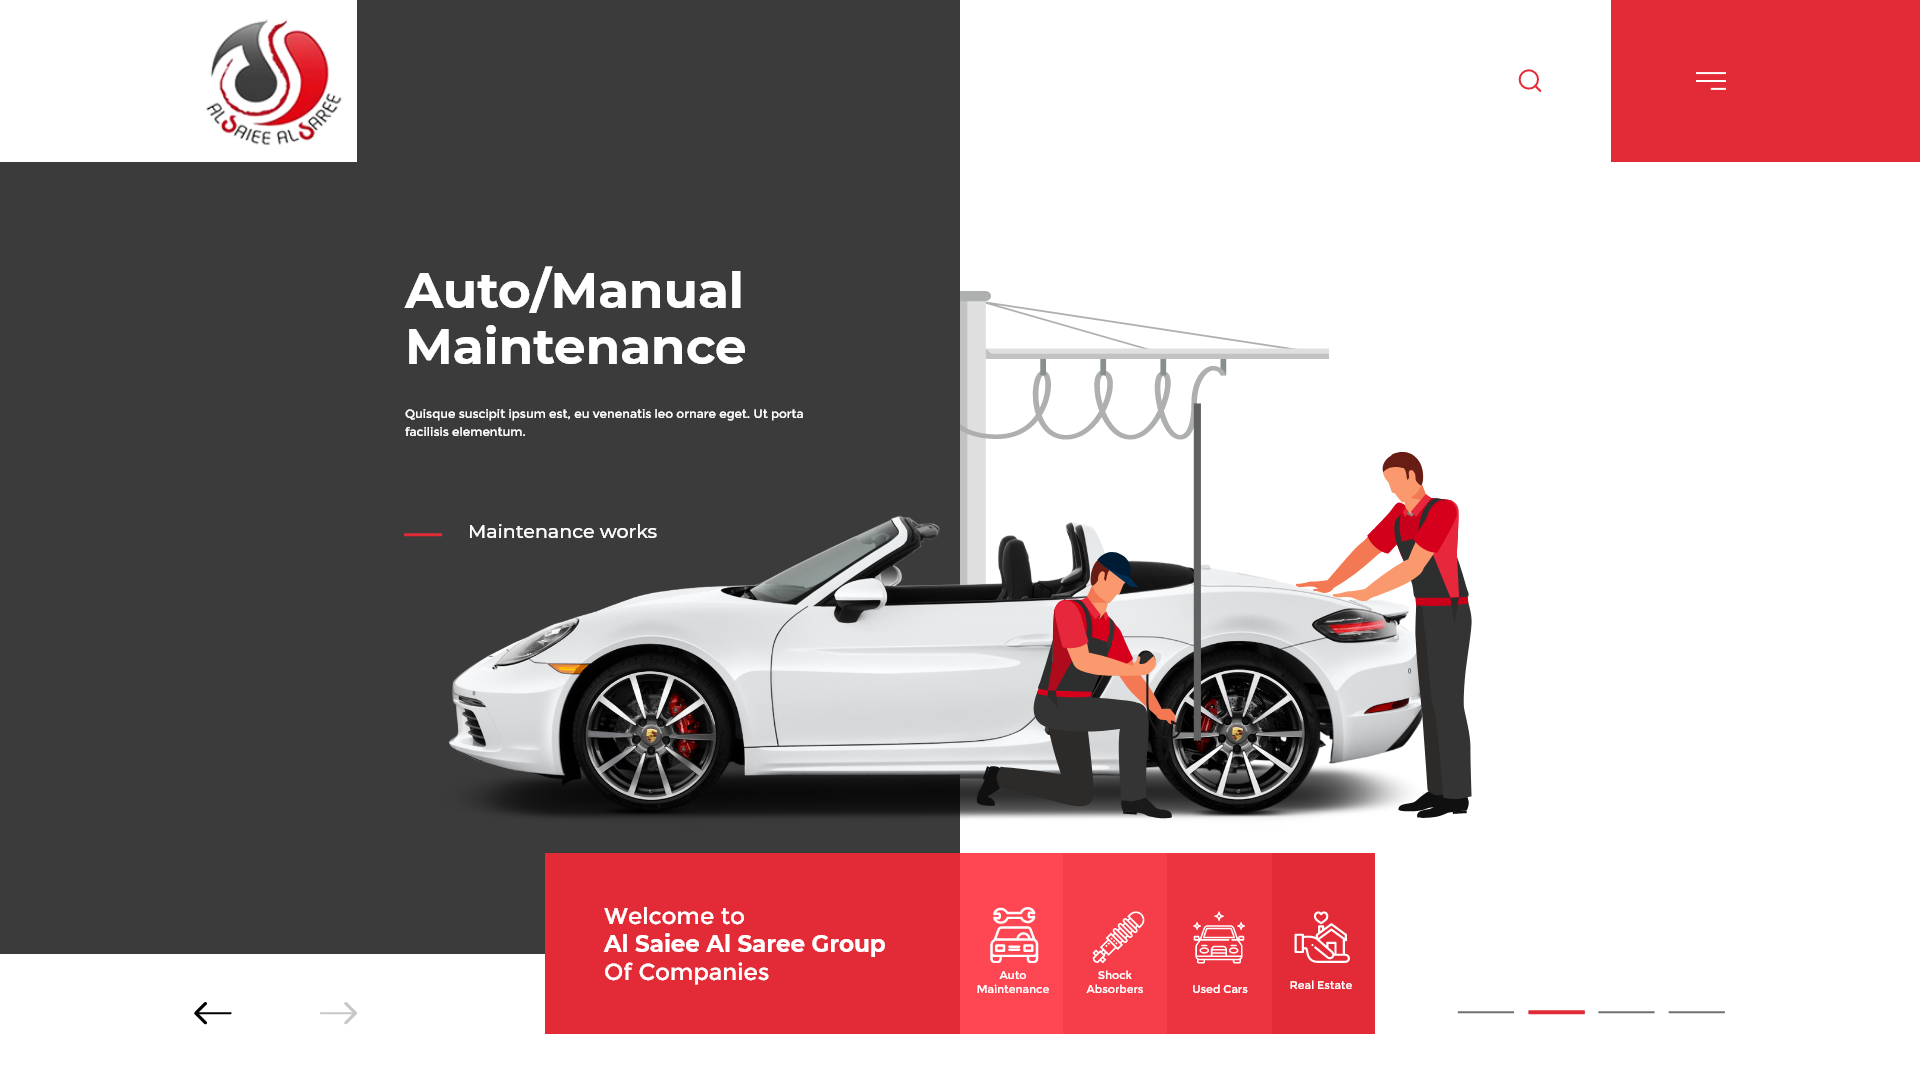 AL SAIEE AL SAREE
Auto/Manual
Maintenance
Quisque suscipit ipsum est, eu venenatis leo ornare eget. Ut porta
facilisis elementum.
Maintenance works
Welcome to
Al Saiee Al Saree Group
Of Companies
Auto
Maintenance
Shock
Absorbers
Used Cars
Real Estate